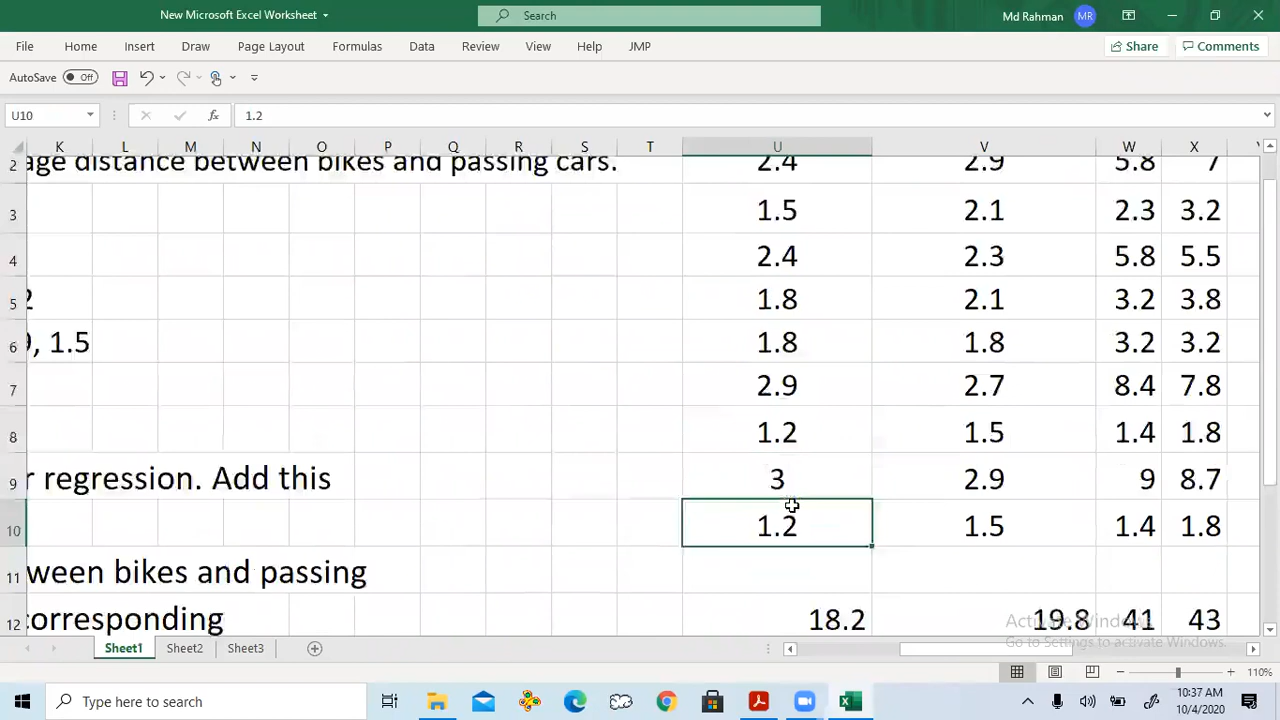 New Microsoft Excel Worksheet
Search
Md Rahman MR
File Home Insert Draw Page Layout Formulas Data Review View Help JMP Share Comments
AutoSave Off
U10 fx 1.2
K L M N O P Q R S T U V W X
2 age distance between bikes and passing cars. 2.4 2.9 5.8 7
3 1.5 2.1 2.3 3.2
4 2.4 2.3 5.8 5.5
5 2 1.8 2.1 3.2 3.8
6 , 1.5 1.8 1.8 3.2 3.2
7 2.9 2.7 8.4 7.8
8 1.2 1.5 1.4 1.8
9 r regression. Add this 3 2.9 9 8.7
10 1.2 1.5 1.4 1.8
11 ween bikes and passing
12 corresponding 18.2 19.8 41 43
Activate Windows
Go to Settings to activate Windows.
Sheet1 Sheet2 Sheet3
110%
Type here to search
10:37 AM
10/4/2020